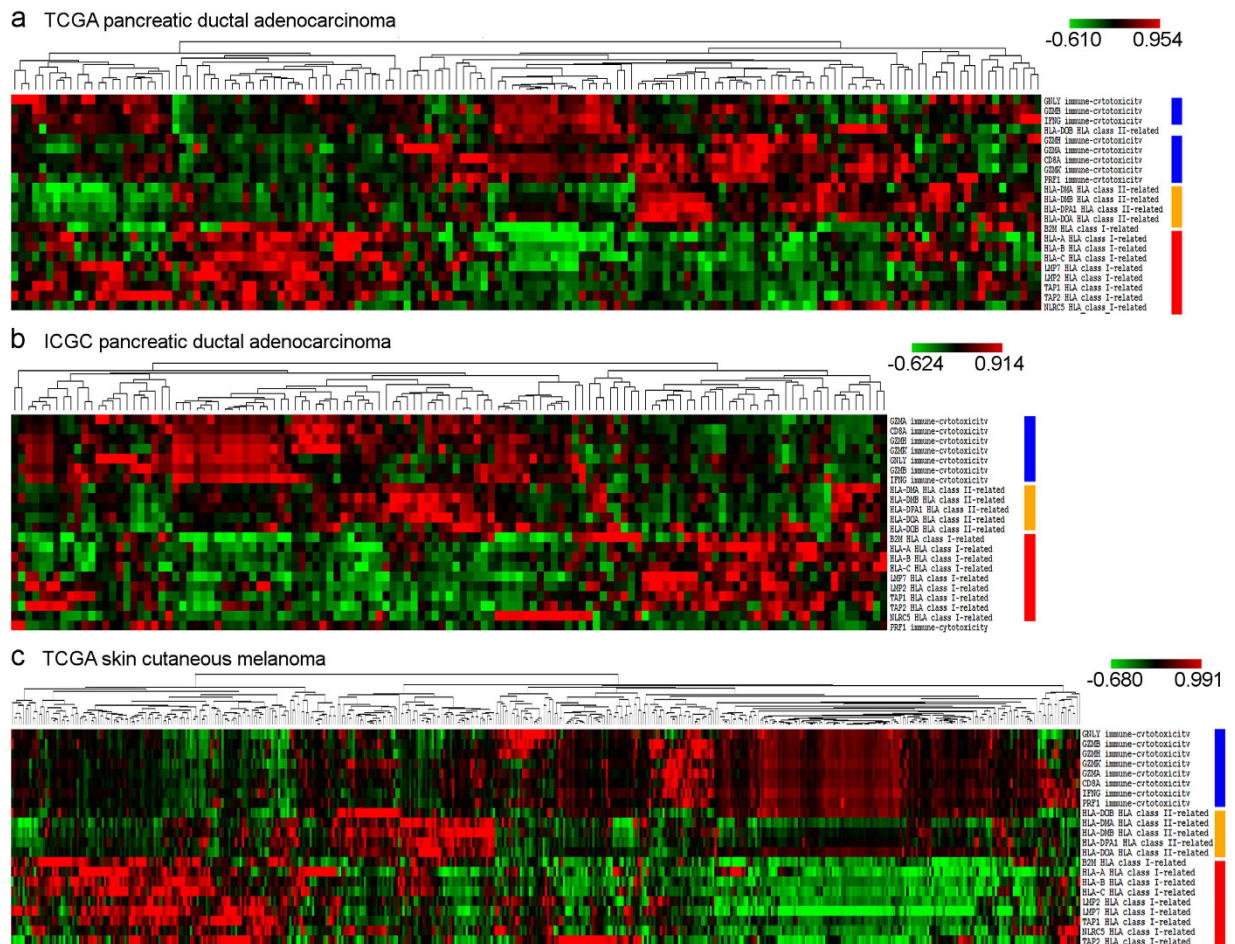 a TCGA pancreatic ductal adenocarcinoma
-0.610 0.954
GNLY immune-cytotoxicity
GZMB immune-cytotoxicity
IFNG immune-cytotoxicity
HLA-DOB HLA class II-related
GZMH immune-cytotoxicity
GZMA immune-cytotoxicity
CD8A immune-cytotoxicity
GZMK immune-cytotoxicity
PRF1 immune-cytotoxicity
HLA-DMA HLA class II-related
HLA-DMB HLA class II-related
HLA-DPA1 HLA class II-related
HLA-DOA HLA class II-related
B2M HLA class I-related
HLA-A HLA class I-related
HLA-B HLA class I-related
HLA-C HLA class I-related
LMP7 HLA class I-related
LMP2 HLA class I-related
TAP1 HLA class I-related
TAP2 HLA class I-related
NLRC5 HLA class I-related
b ICGC pancreatic ductal adenocarcinoma
-0.624 0.914
GZMA immune-cytotoxicity
CD8A immune-cytotoxicity
GZMH immune-cytotoxicity
GZMK immune-cytotoxicity
GNLY immune-cytotoxicity
GZMB immune-cytotoxicity
IFNG immune-cytotoxicity
HLA-DMA HLA class II-related
HLA-DMB HLA class II-related
HLA-DPA1 HLA class II-related
HLA-DOA HLA class II-related
HLA-DOB HLA class II-related
B2M HLA class I-related
HLA-A HLA class I-related
HLA-B HLA class I-related
HLA-C HLA class I-related
LMP7 HLA class I-related
LMP2 HLA class I-related
TAP1 HLA class I-related
TAP2 HLA class I-related
NLRC5 HLA class I-related
PRF1 immune-cytotoxicity
c TCGA skin cutaneous melanoma
-0.680 0.991
GNLY immune-cytotoxicity
GZMB immune-cytotoxicity
GZMH immune-cytotoxicity
GZMK immune-cytotoxicity
GZMA immune-cytotoxicity
CD8A immune-cytotoxicity
IFNG immune-cytotoxicity
PRF1 immune-cytotoxicity
HLA-DOB HLA class II-related
HLA-DMA HLA class II-related
HLA-DMB HLA class II-related
HLA-DPA1 HLA class II-related
HLA-DOA HLA class II-related
B2M HLA class I-related
HLA-A HLA class I-related
HLA-B HLA class I-related
HLA-C HLA class I-related
LMP2 HLA class I-related
LMP7 HLA class I-related
TAP1 HLA class I-related
NLRC5 HLA class I-related
TAP2 HLA class I-related